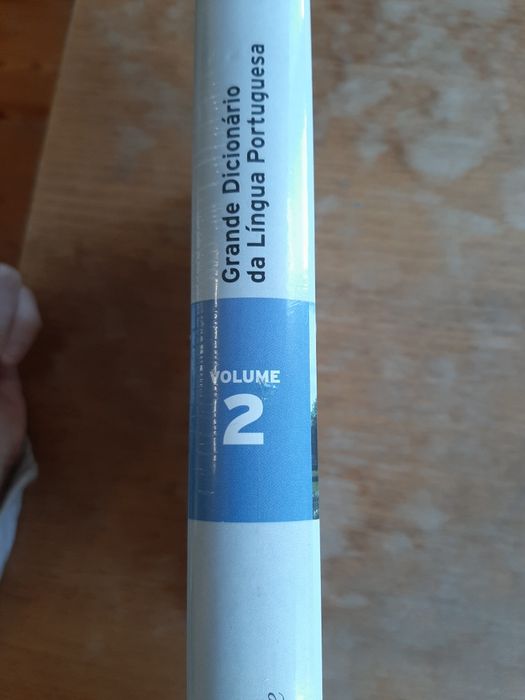 Grande Dicionário
da Língua Portuguesa
VOLUME
2